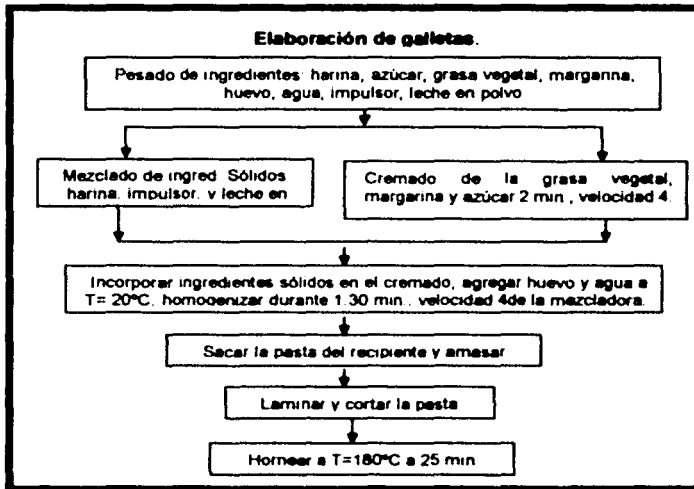 Elaboración de galletas.
Pesado de ingredientes: harina, azúcar, grasa vegetal, margarina,
huevo, agua, impulsor, leche en polvo
Mezclado de ingred. Sólidos
harina, impulsor, y leche en
Cremado de la grasa vegetal,
margarina y azúcar 2 min., velocidad 4.
Incorporar ingredientes sólidos en el cremado, agregar huevo y agua a
T= 20ºC, homogenizar durante 1.30 min., velocidad 4de la mezcladora.
Sacar la pasta del recipiente y amasar
Laminar y cortar la pasta
Hornear a T=180ºC a 25 min